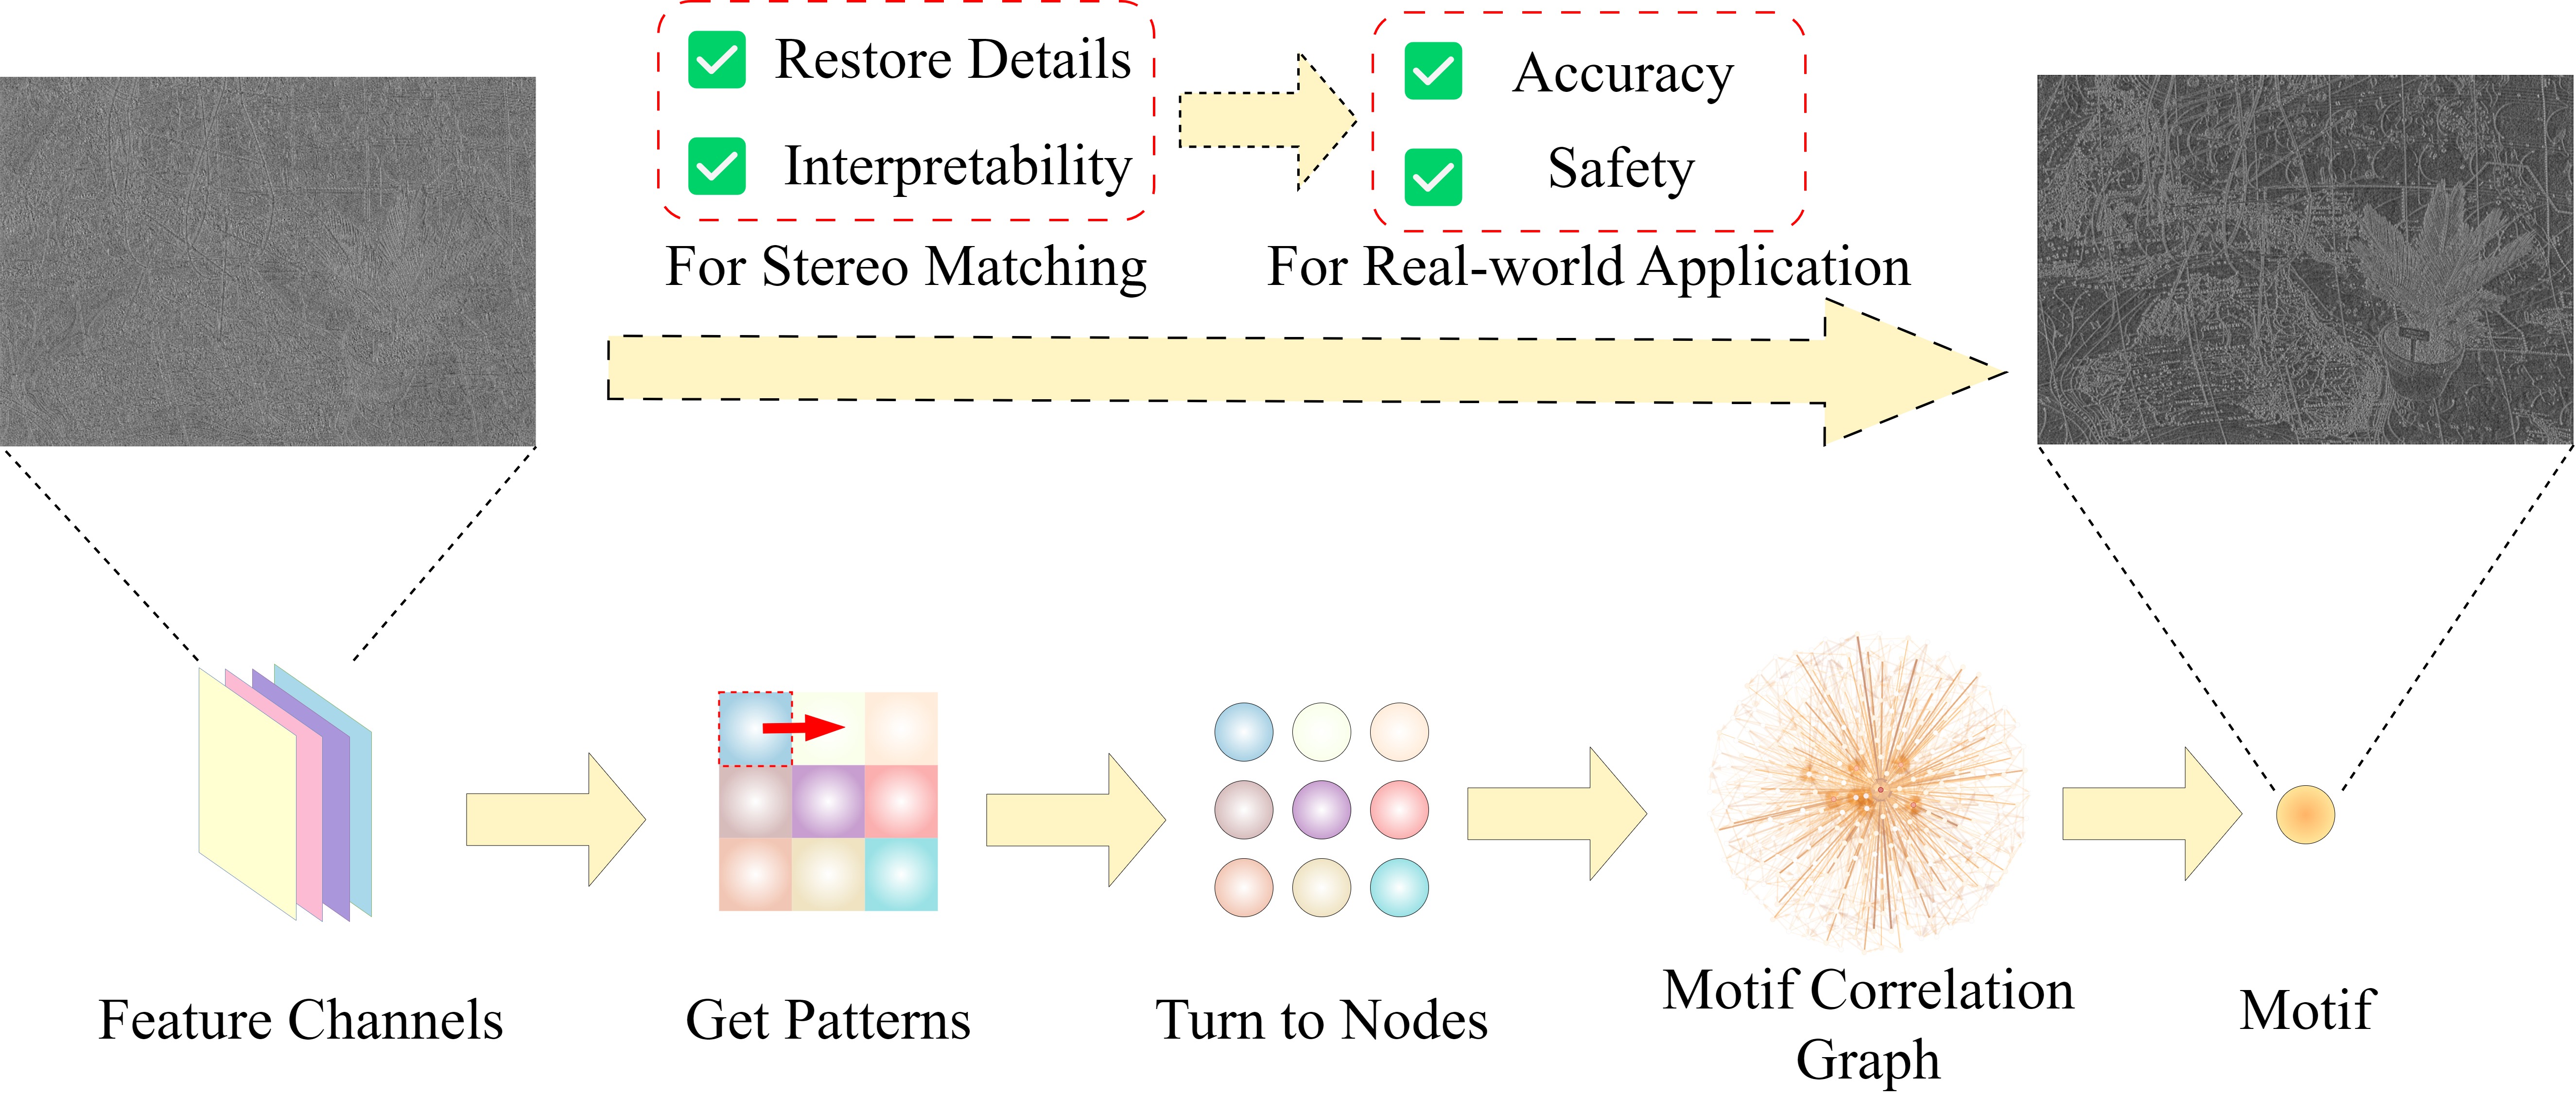 Restore Details
Interpretability
Accuracy
Safety
For Stereo Matching
For Real-world Application
Feature Channels
Get Patterns
Turn to Nodes
Motif Correlation
Graph
Motif